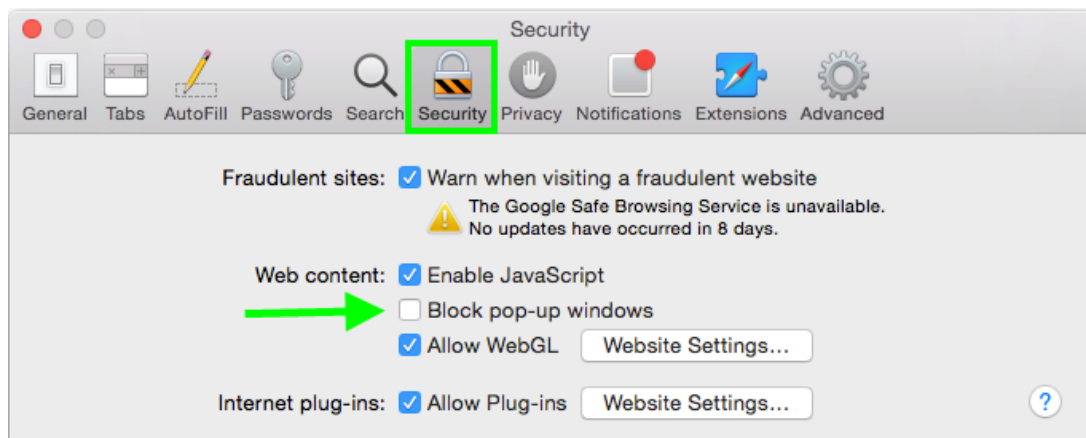 Security
General Tabs AutoFill Passwords Search Security Privacy Notifications Extensions Advanced
Fraudulent sites: Warn when visiting a fraudulent website
The Google Safe Browsing Service is unavailable.
No updates have occurred in 8 days.
Web content: Enable JavaScript
Block pop-up windows
Allow WebGL Website Settings...
Internet plug-ins: Allow Plug-ins Website Settings... ?